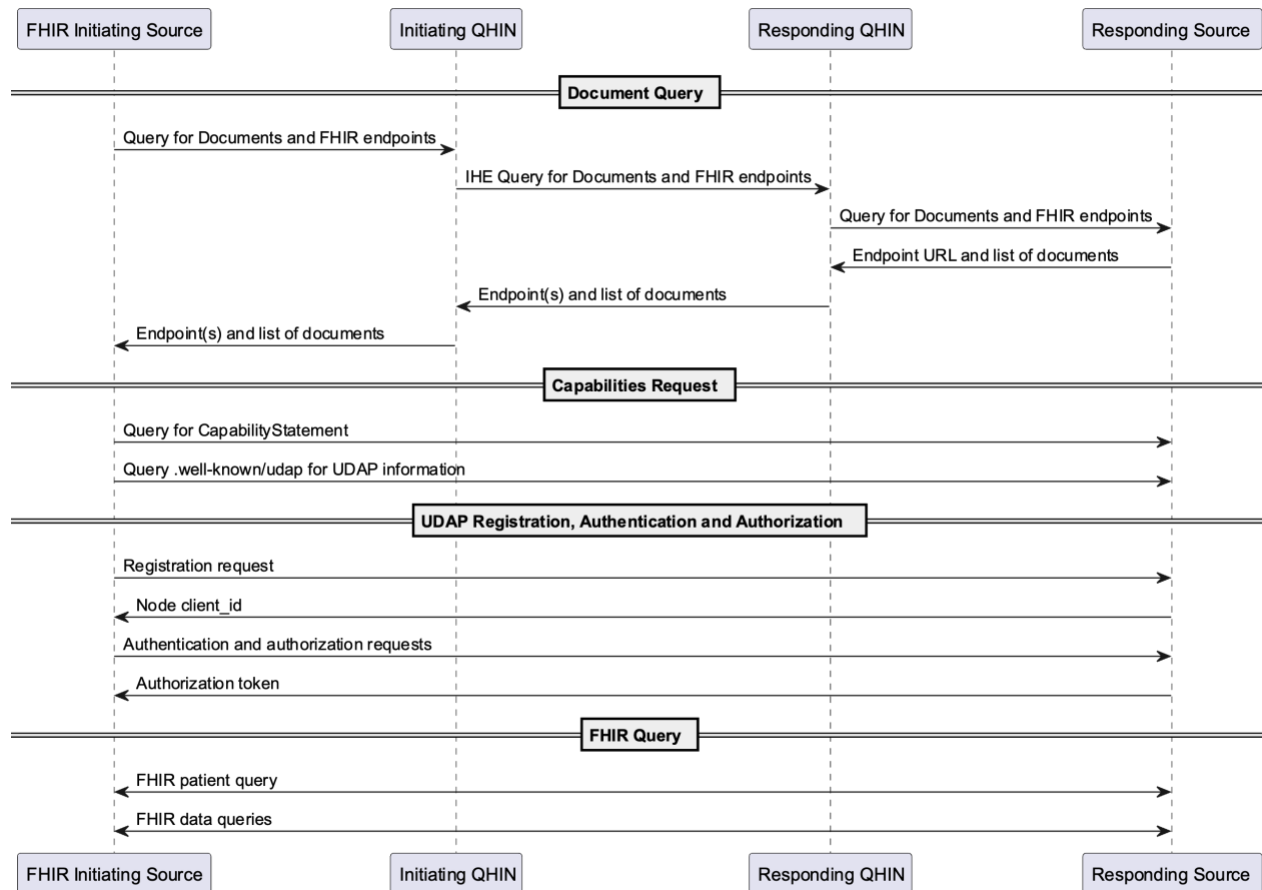 FHIR Initiating Source Initiating QHIN Responding QHIN Responding Source
Document Query
Query for Documents and FHIR endpoints
IHE Query for Documents and FHIR endpoints
Query for Documents and FHIR endpoints
Endpoint URL and list of documents
Endpoint(s) and list of documents
Endpoint(s) and list of documents
Capabilities Request
Query for CapabilityStatement
Query .well-known/udap for UDAP information
UDAP Registration, Authentication and Authorization
Registration request
Node client_id
Authentication and authorization requests
Authorization token
FHIR Query
FHIR patient query
FHIR data queries
FHIR Initiating Source Initiating QHIN Responding QHIN Responding Source